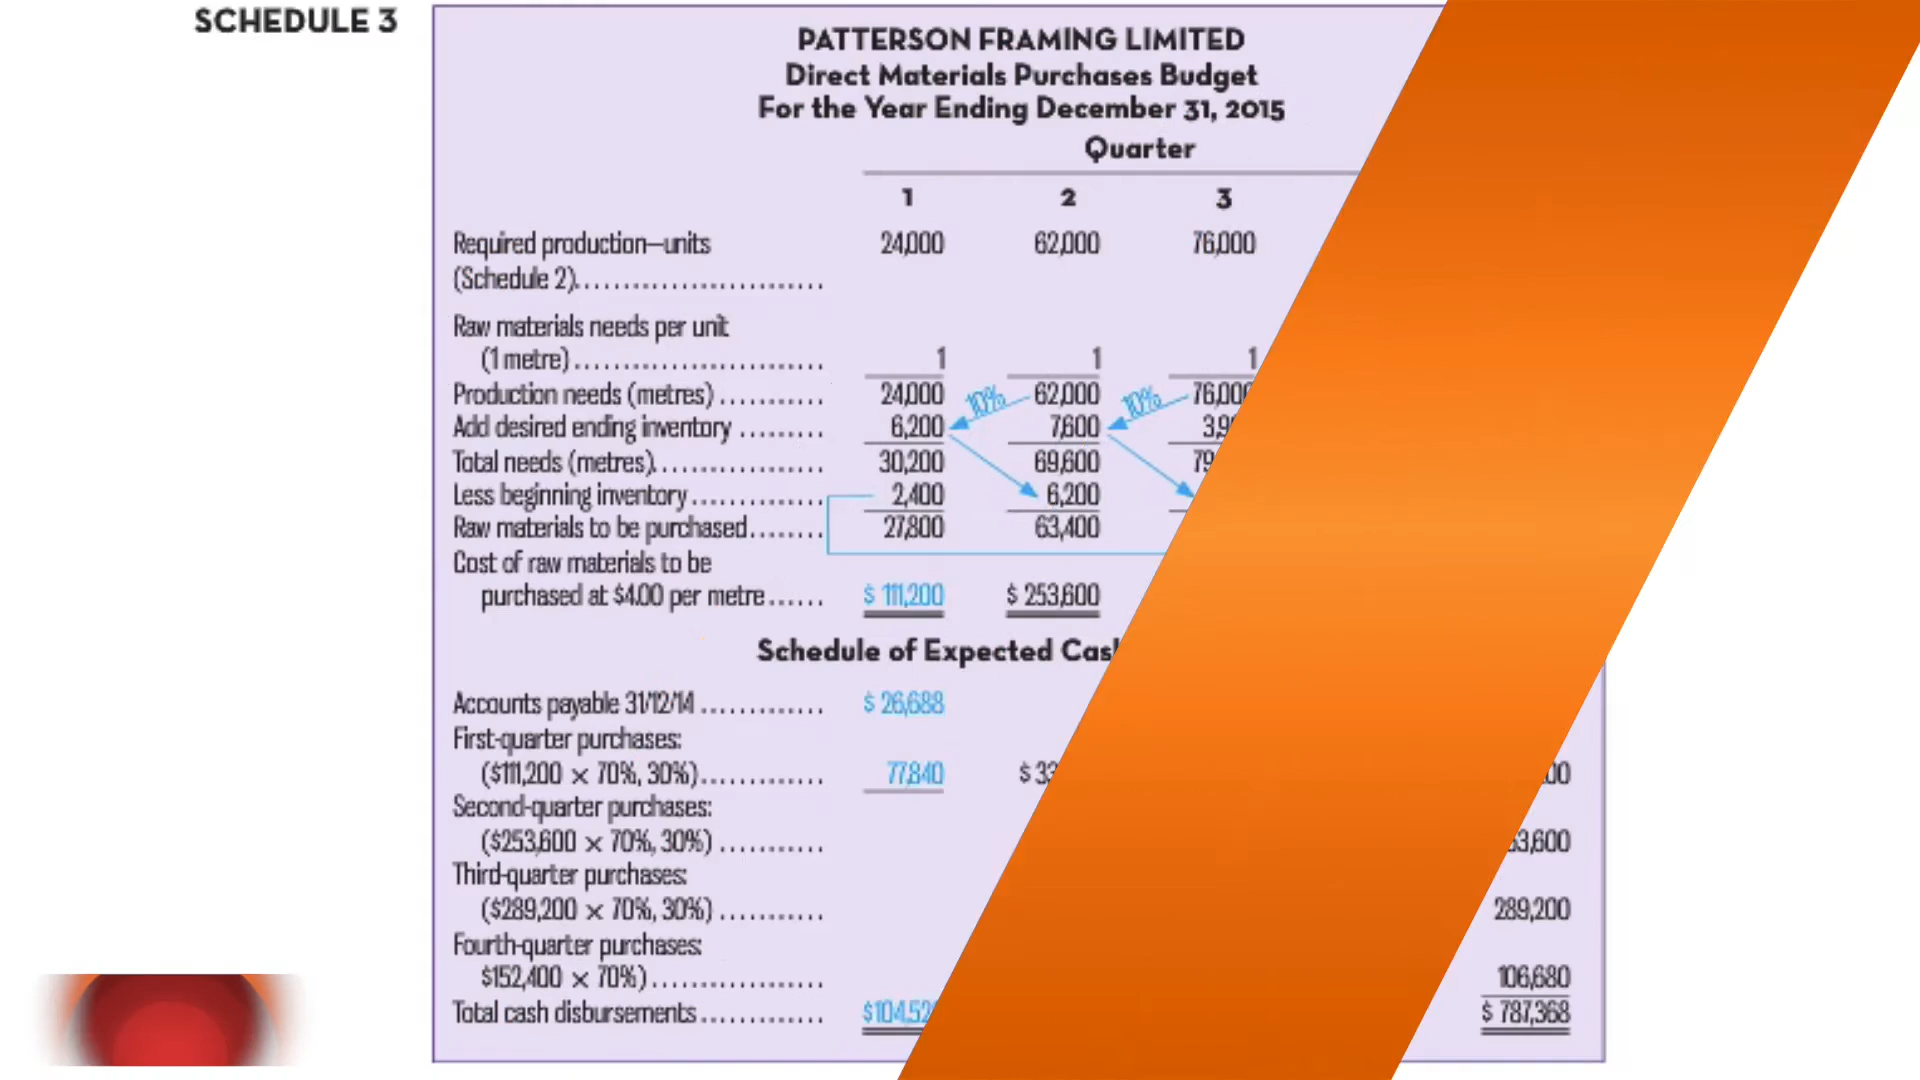 SCHEDULE 3
PATTERSON FRAMING LIMITED
Direct Materials Purchases Budget
For the Year Ending December 31, 2015
Quarter
1 2 3
Required production—units 24,000 62,000 76,000
(Schedule 2)..........................
Raw materials needs per unit
(1 metre).......................... 1 1 1
Production needs (metres)........... 24,000 10% 62,000 10% 76,000
Add desired ending inventory......... 6,200 7,600
Total needs (metres).................. 30,200 69,600
Less beginning inventory.............. 2,400 6,200
Raw materials to be purchased........ 27,800 63,400
Cost of raw materials to be
purchased at $4.00 per metre...... $ 111,200 $ 253,600
Schedule of Expected
Accounts payable 31/12/14............. $ 26,688
First-quarter purchases:
($111,200 × 70%, 30%)............. 77,840
Second-quarter purchases:
($253,600 × 70%, 30%)...........
Third-quarter purchases:
($289,200 × 70%, 30%)........... 289,200
Fourth-quarter purchases:
$152,400 × 70%).................. 106,680
Total cash disbursements............. $ 787,368